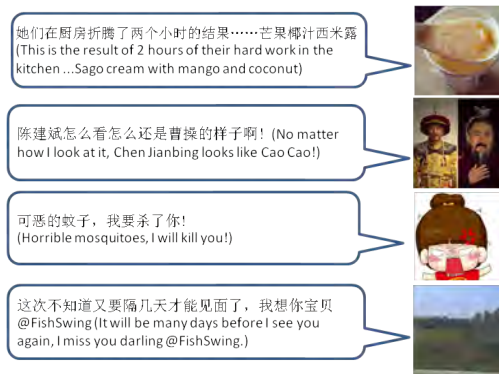 她们在厨房折腾了两个小时的结果……芒果椰汁西米露
(This is the result of 2 hours of their hard work in the
kitchen ...Sago cream with mango and coconut)
陈建斌怎么看怎么还是曹操的样子啊! (No matter
how I look at it, Chen Jianbing looks like Cao Cao!)
可恶的蚊子，我要杀了你!
(Horrible mosquitoes, I will kill you!)
这次不知道又要隔几天才能见面了，我想你宝贝
@FishSwing (It will be many days before I see you
again, I miss you darling @FishSwing.)